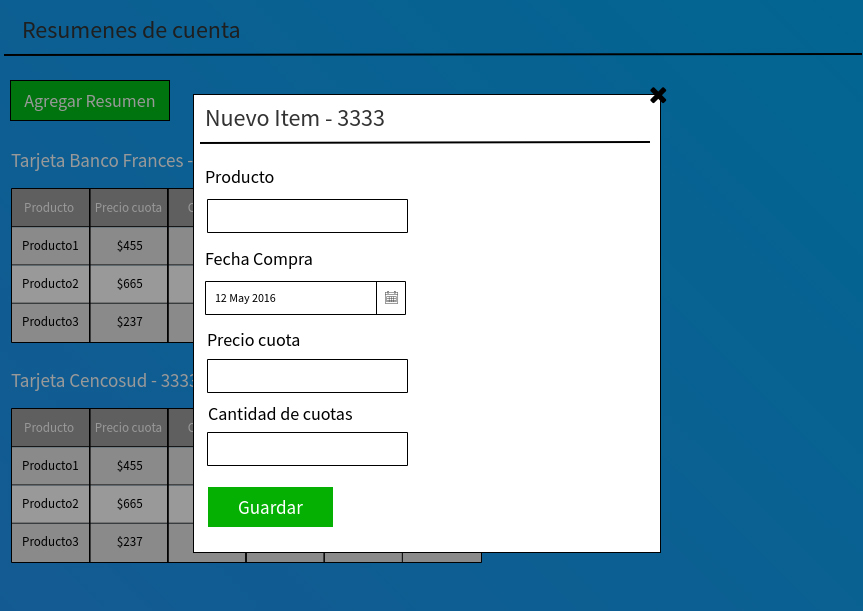 Resumenes de cuenta
Agregar Resumen
Nuevo Item - 3333
Producto
Fecha Compra
12 May 2016
Precio cuota
Cantidad de cuotas
Guardar
Tarjeta Banco Frances -
Producto Precio cuota
Producto1 $455
Producto2 $665
Producto3 $237
Tarjeta Cencosud - 3333
Producto Precio cuota
Producto1 $455
Producto2 $665
Producto3 $237